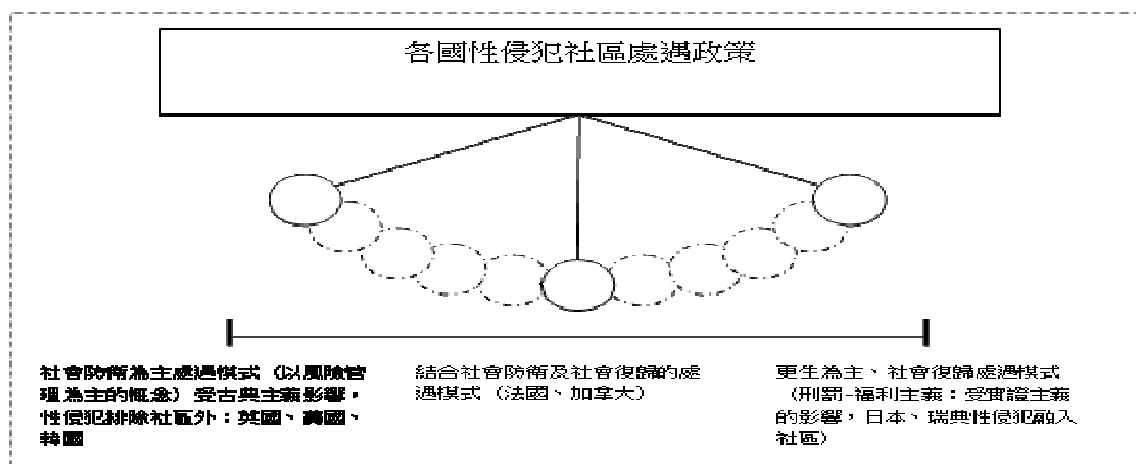 各國性侵犯社區處遇政策
社會防衛為主處遇模式（以風險管
理為主的概念）受古典主義影響，
性侵犯排除社區外：英國、美國、
韓國
結合社會防衛及社會復歸的處
遇模式（法國、加拿大）
更生為主、社會復歸處遇模式
（刑罰-福利主義：受實證主義
的影響，日本、瑞典性侵犯融入
社區）